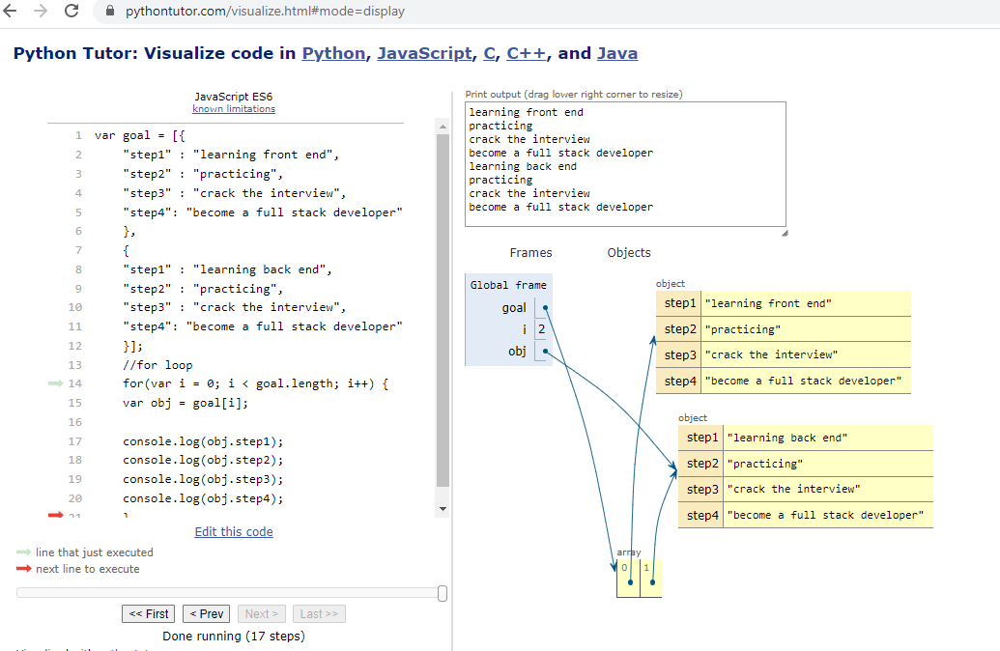 pythontutor.com/visualize.html#mode=display
Python Tutor: Visualize code in Python, JavaScript, C, C++, and Java
JavaScript ES6
known limitations
1 var goal = [{
2 "step1" : "learning front end",
3 "step2" : "practicing",
4 "step3" : "crack the interview",
5 "step4": "become a full stack developer"
6 },
7 {
8 "step1" : "learning back end",
9 "step2" : "practicing",
10 "step3" : "crack the interview",
11 "step4": "become a full stack developer"
12 }];
13 //for loop
14 for(var i = 0; i < goal.length; i++) {
15 var obj = goal[i];
16
17 console.log(obj.step1);
18 console.log(obj.step2);
19 console.log(obj.step3);
20 console.log(obj.step4);
21 }
Edit this code
line that just executed
next line to execute
<< First < Prev Next > Last >>
Done running (17 steps)
Print output (drag lower right corner to resize)
learning front end
practicing
crack the interview
become a full stack developer
learning back end
practicing
crack the interview
become a full stack developer
Frames Objects
Global frame
goal
i 2
obj
object
step1 "learning front end"
step2 "practicing"
step3 "crack the interview"
step4 "become a full stack developer"
object
step1 "learning back end"
step2 "practicing"
step3 "crack the interview"
step4 "become a full stack developer"
array
0 1